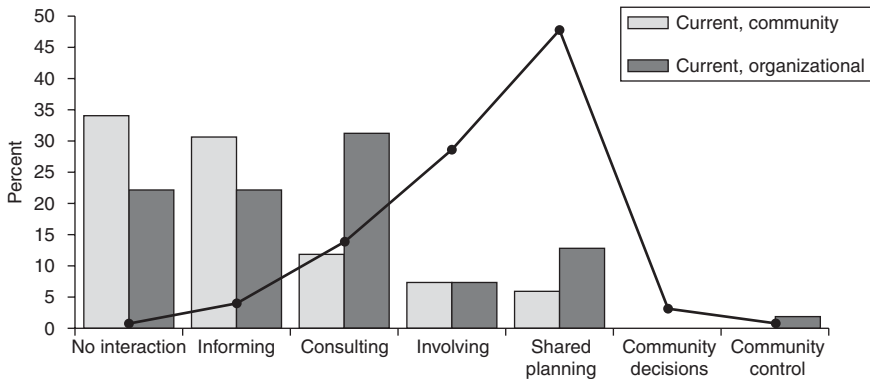 50
45
40
35
30
25
20
15
10
5
0
Percent
Current, community
Current, organizational
No interaction
Informing
Consulting
Involving
Shared
planning
Community
decisions
Community
control